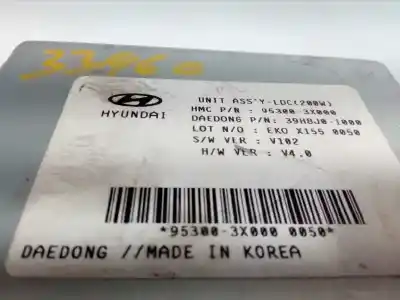 33960
UNIT ASS'Y-LDC(200W)
HMC P/N : 95300-3X000
HYUNDAI
DAEDONG P/N: 39HBJ0-1000
LOT N/O : EKO X155 0050
S/W VER : V102
H/W VER : V4.0
*95300-3X000 0050*
DAEDONG //MADE IN KOREA